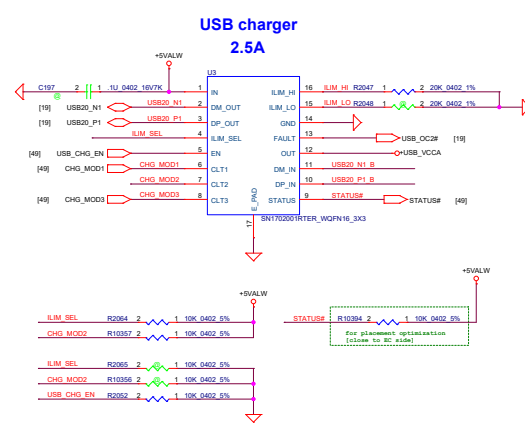 USB charger
2.5A
+5VALW
U3
C197 2 1 .1U_0402_16V7K 1 IN ILIM_HI 16 ILIM_HI R2047 1 2 20K_0402_1%
@
[19] USB20_N1 USB20_N1 2 DM_OUT ILIM_LO 15 ILIM_LO R2048 1 @ 2 20K_0402_1%
[19] USB20_P1 USB20_P1 3 DP_OUT GND 14
ILIM_SEL 4 ILIM_SEL FAULT 13 USB_OC2# [19]
[49] USB_CHG_EN 5 EN OUT 12 +USB_VCCA
[49] CHG_MOD1 CHG_MOD1 6 CLT1 DM_IN 11 USB20_N1_B
CHG_MOD2 7 CLT2 DP_IN 10 USB20_P1_B
[49] CHG_MOD3 CHG_MOD3 8 CLT3 STATUS 9 STATUS# STATUS# [49]
E_PAD
17
SN1702001RTER_WQFN16_3X3
+5VALW
+5VALW
ILIM_SEL R2064 2 1 10K_0402_5%
STATUS# R10394 2 1 10K_0402_5%
CHG_MOD2 R10357 2 1 10K_0402_5%
for placement optimization
[close to EC side]
ILIM_SEL R2065 2 @ 1 10K_0402_5%
CHG_MOD2 R10356 2 @ 1 10K_0402_5%
USB_CHG_EN R2052 2 1 10K_0402_5%